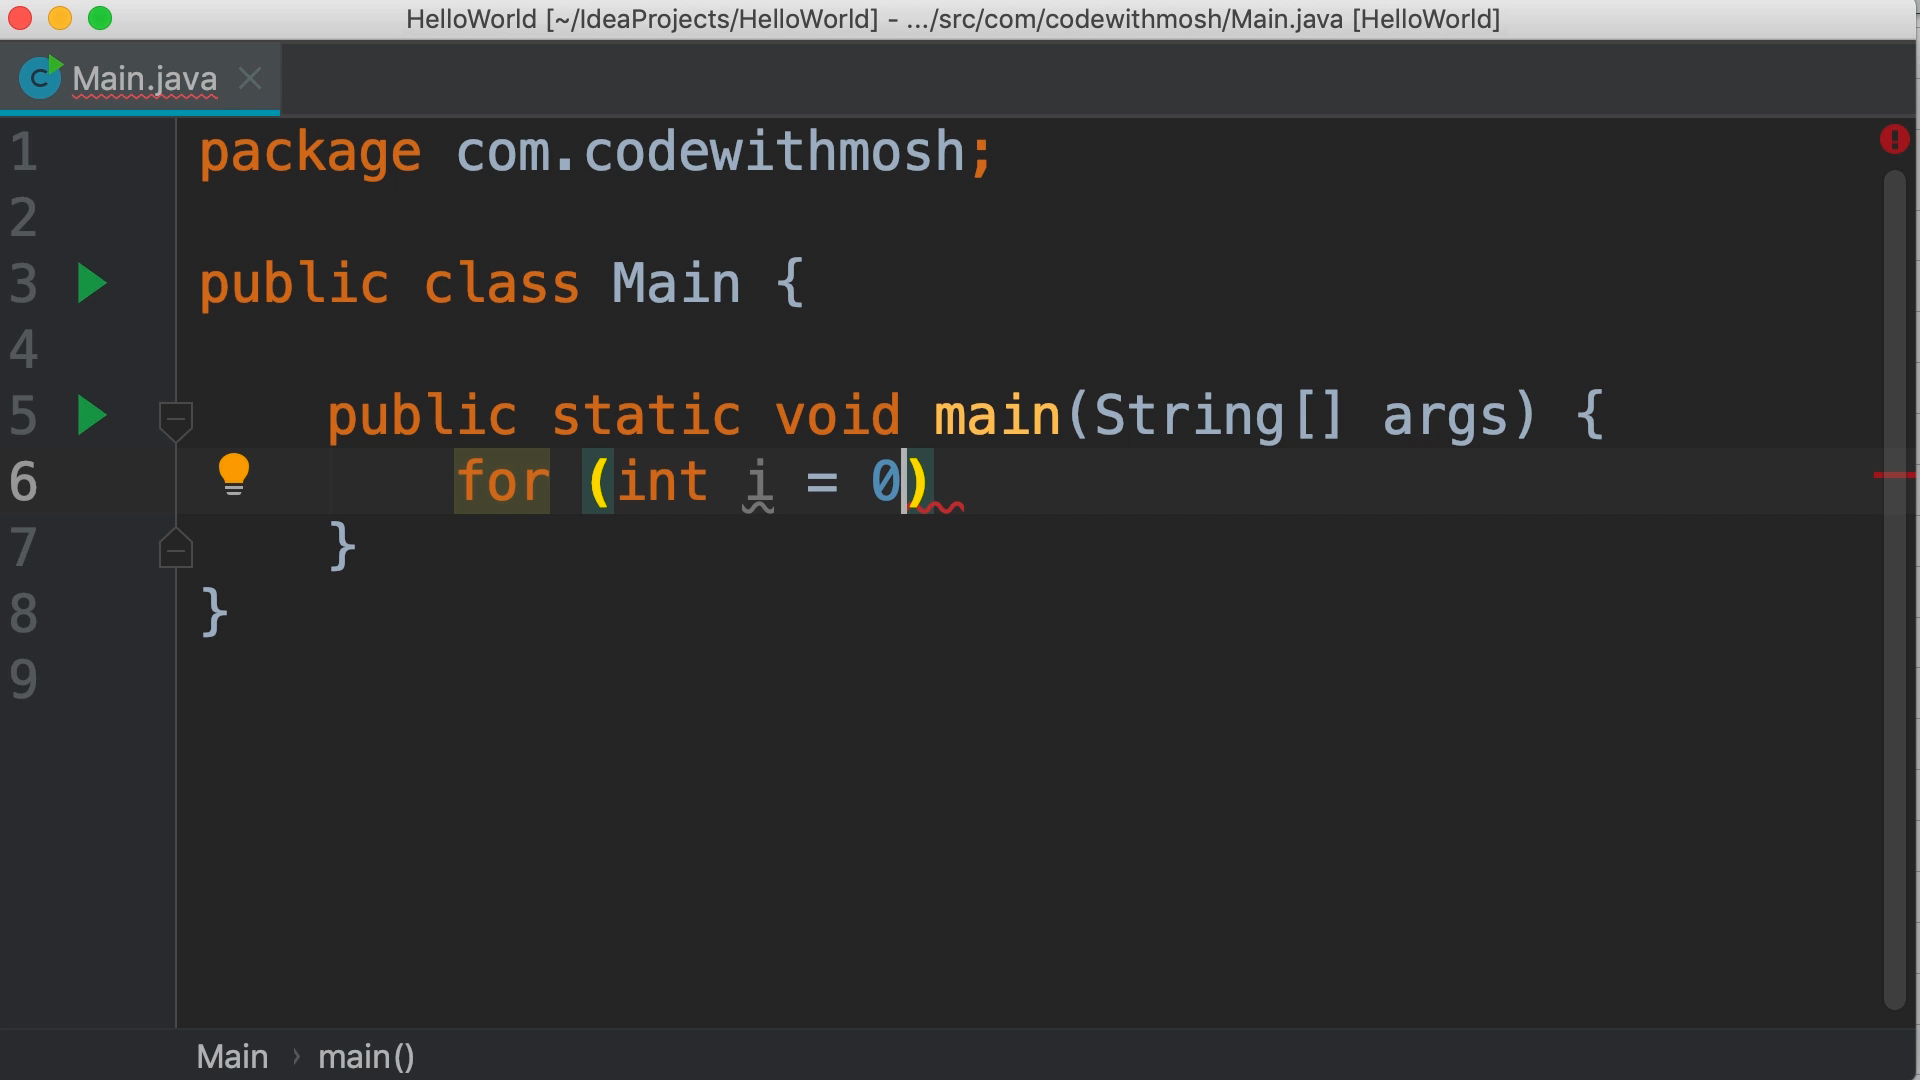 HelloWorld [~/IdeaProjects/HelloWorld] - .../src/com/codewithmosh/Main.java [HelloWorld]
C Main.java
1 package com.codewithmosh;
2
3 public class Main {
4
5 public static void main(String[] args) {
6 for (int i = 0)
7 }
8 }
9
Main › main()